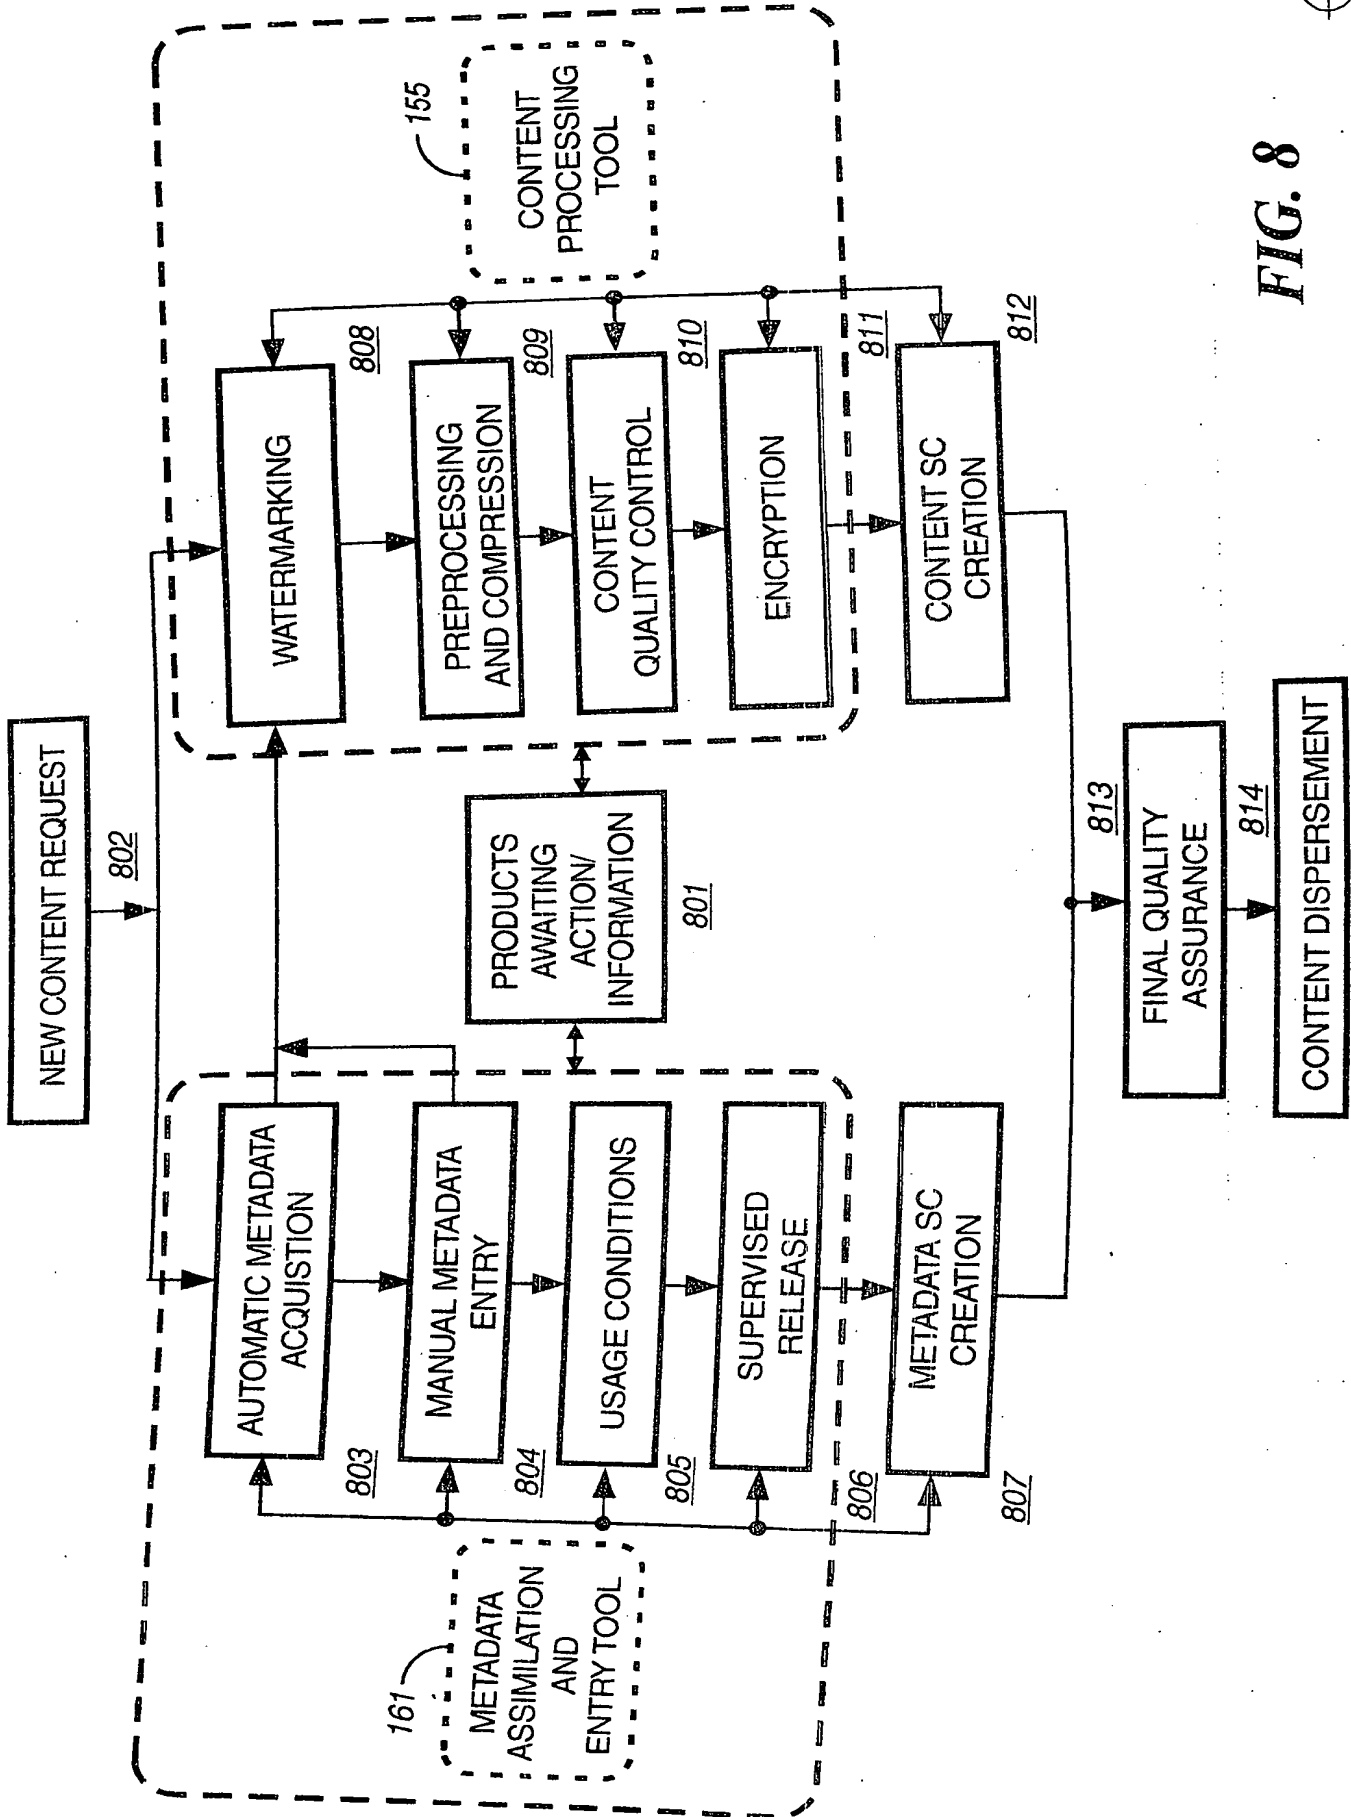 NEW CONTENT REQUEST
802
161
METADATA
ASSIMILATION
AND
ENTRY TOOL
AUTOMATIC METADATA
ACQUISTION
803
MANUAL METADATA
ENTRY
804
USAGE CONDITIONS
805
SUPERVISED
RELEASE
806
METADATA SC
CREATION
807
PRODUCTS
AWAITING
ACTION/
INFORMATION
801
WATERMARKING
808
PREPROCESSING
AND COMPRESSION
809
CONTENT
QUALITY CONTROL
810
ENCRYPTION
811
CONTENT SC
CREATION
812
155
CONTENT
PROCESSING
TOOL
813
FINAL QUALITY
ASSURANCE
814
CONTENT DISPERSEMENT
FIG. 8